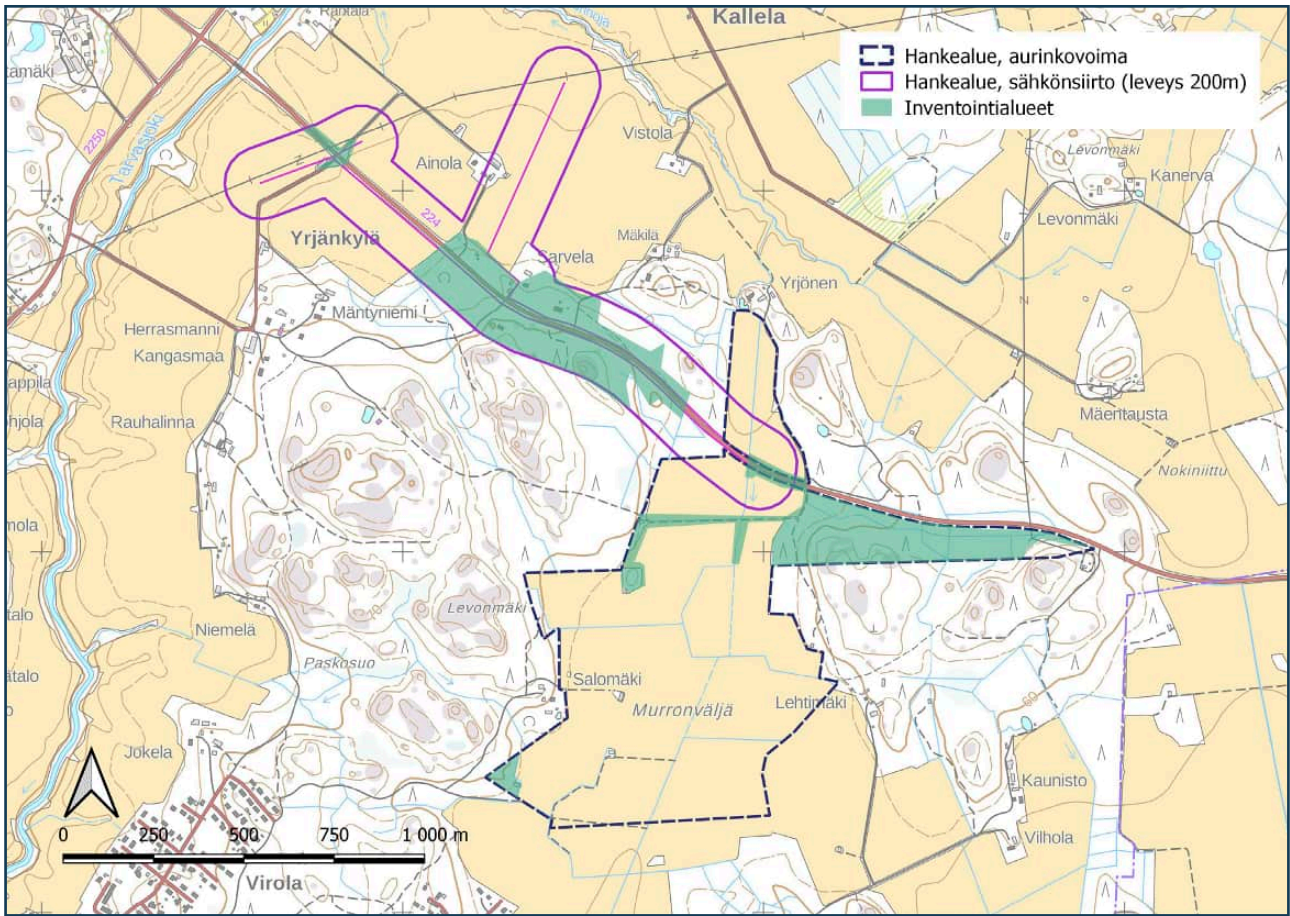 Rantala
Kallela
Hankealue, aurinkovoima
Hankealue, sähkönsiirto (leveys 200m)
Inventointialueet
2250
Tarvasjoki
Ainola
Vistola
Levonmäki
Kanerva
Levonmäki
224
Yrjänkylä
Sarvela
Mäkilä
Yrjönen
Mäntyniemi
Herrasmanni
Kangasmaa
Rauhalinna
Mäentausta
Nokiniittu
Levonmäki
Niemelä
Paskosuo
Salomäki
Murronväljä
Lehtimäki
Jokela
Kaunisto
Vilhola
0 250 500 750 1 000 m
Virola